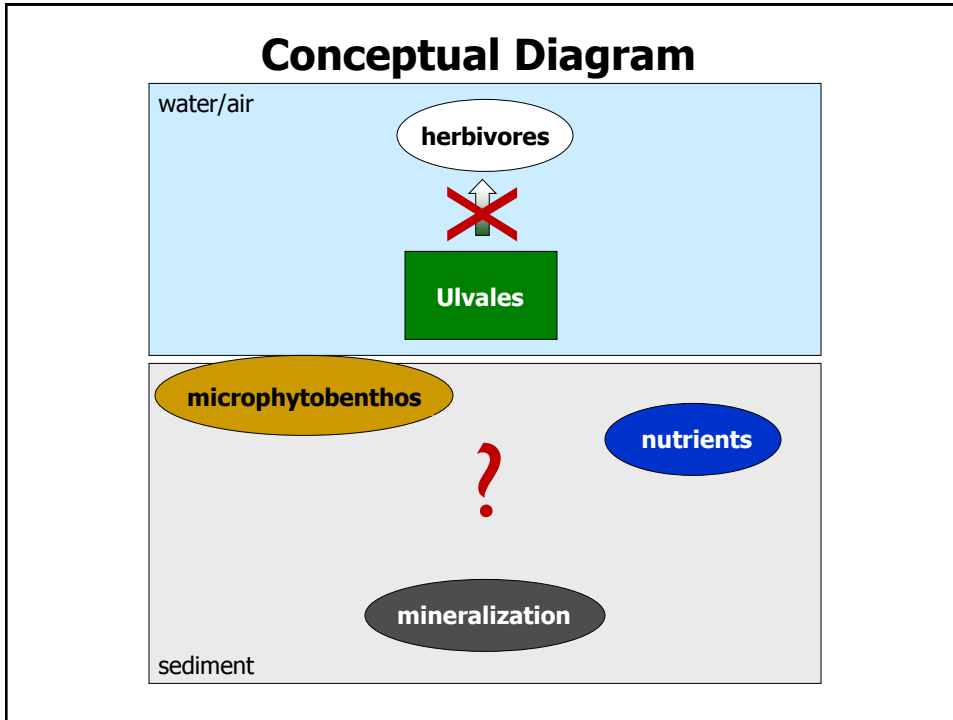 Conceptual Diagram
water/air
herbivores
Ulvales
microphytobenthos
nutrients
?
mineralization
sediment